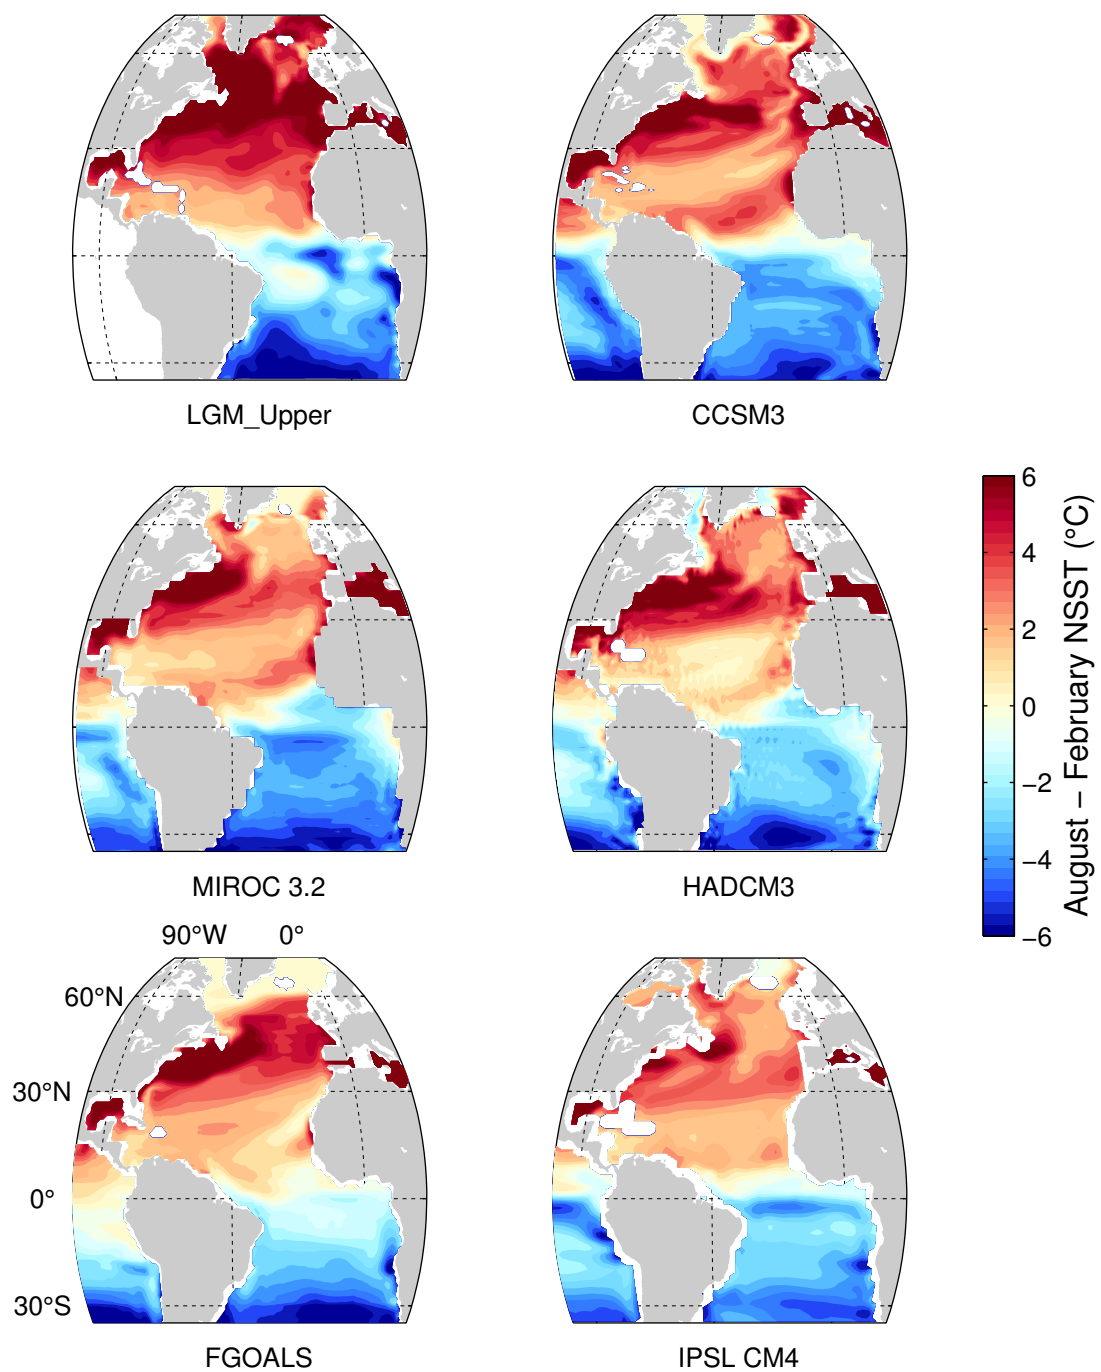 LGM_Upper
CCSM3
MIROC 3.2
HADCM3
6
4
2
0
−2
−4
−6
August − February NSST (°C)
90°W 0°
60°N
30°N
0°
30°S
FGOALS
IPSL CM4